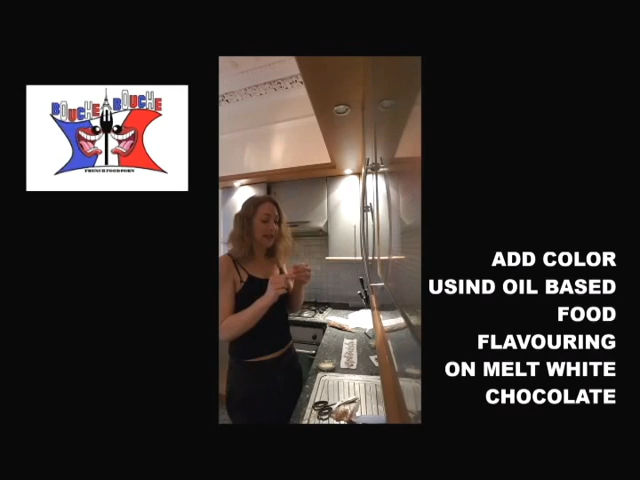 BOUCHE A BOUCHE
FRENCH FOOD PORN
ADD COLOR
USIND OIL BASED
FOOD
FLAVOURING
ON MELT WHITE
CHOCOLATE